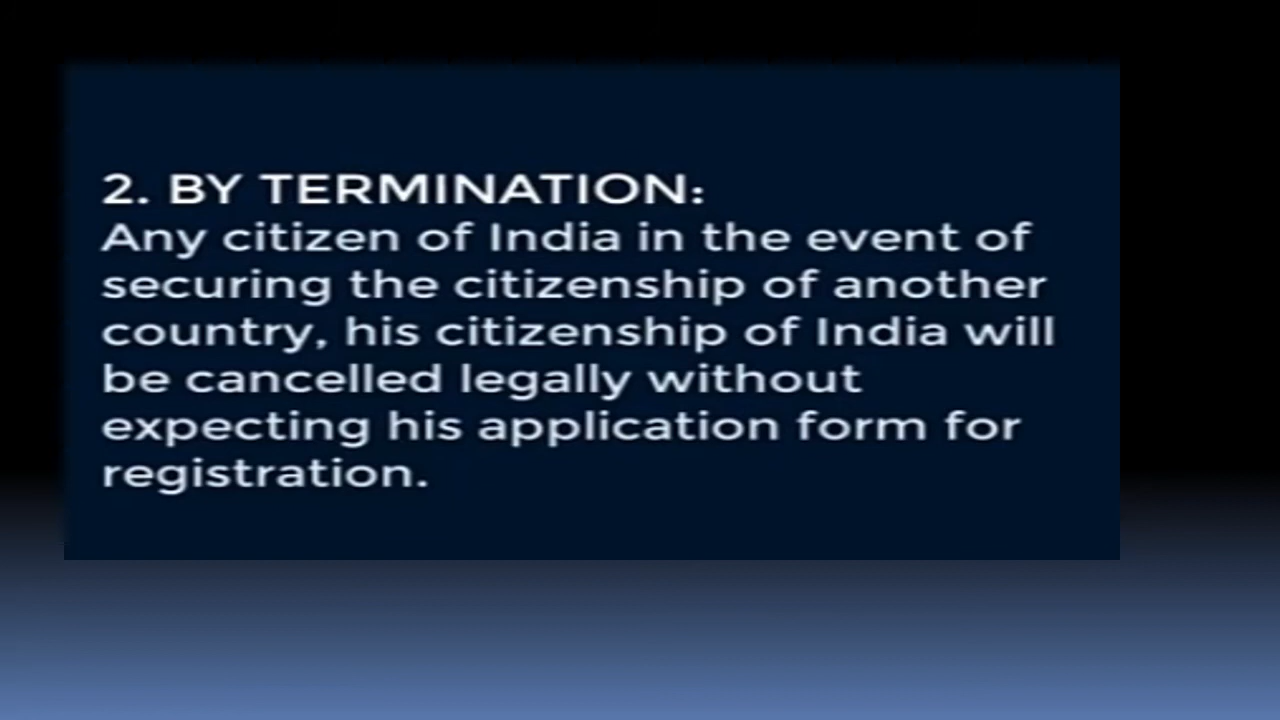 2. BY TERMINATION:
Any citizen of India in the event of
securing the citizenship of another
country, his citizenship of India will
be cancelled legally without
expecting his application form for
registration.